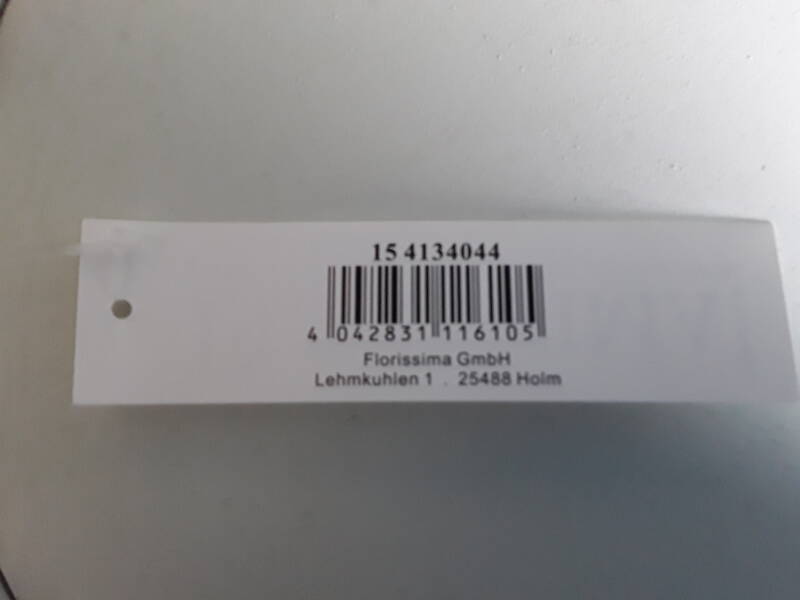 15 4134044
4 042831 116105
Florissima GmbH
Lehmkuhlen 1 . 25488 Holm